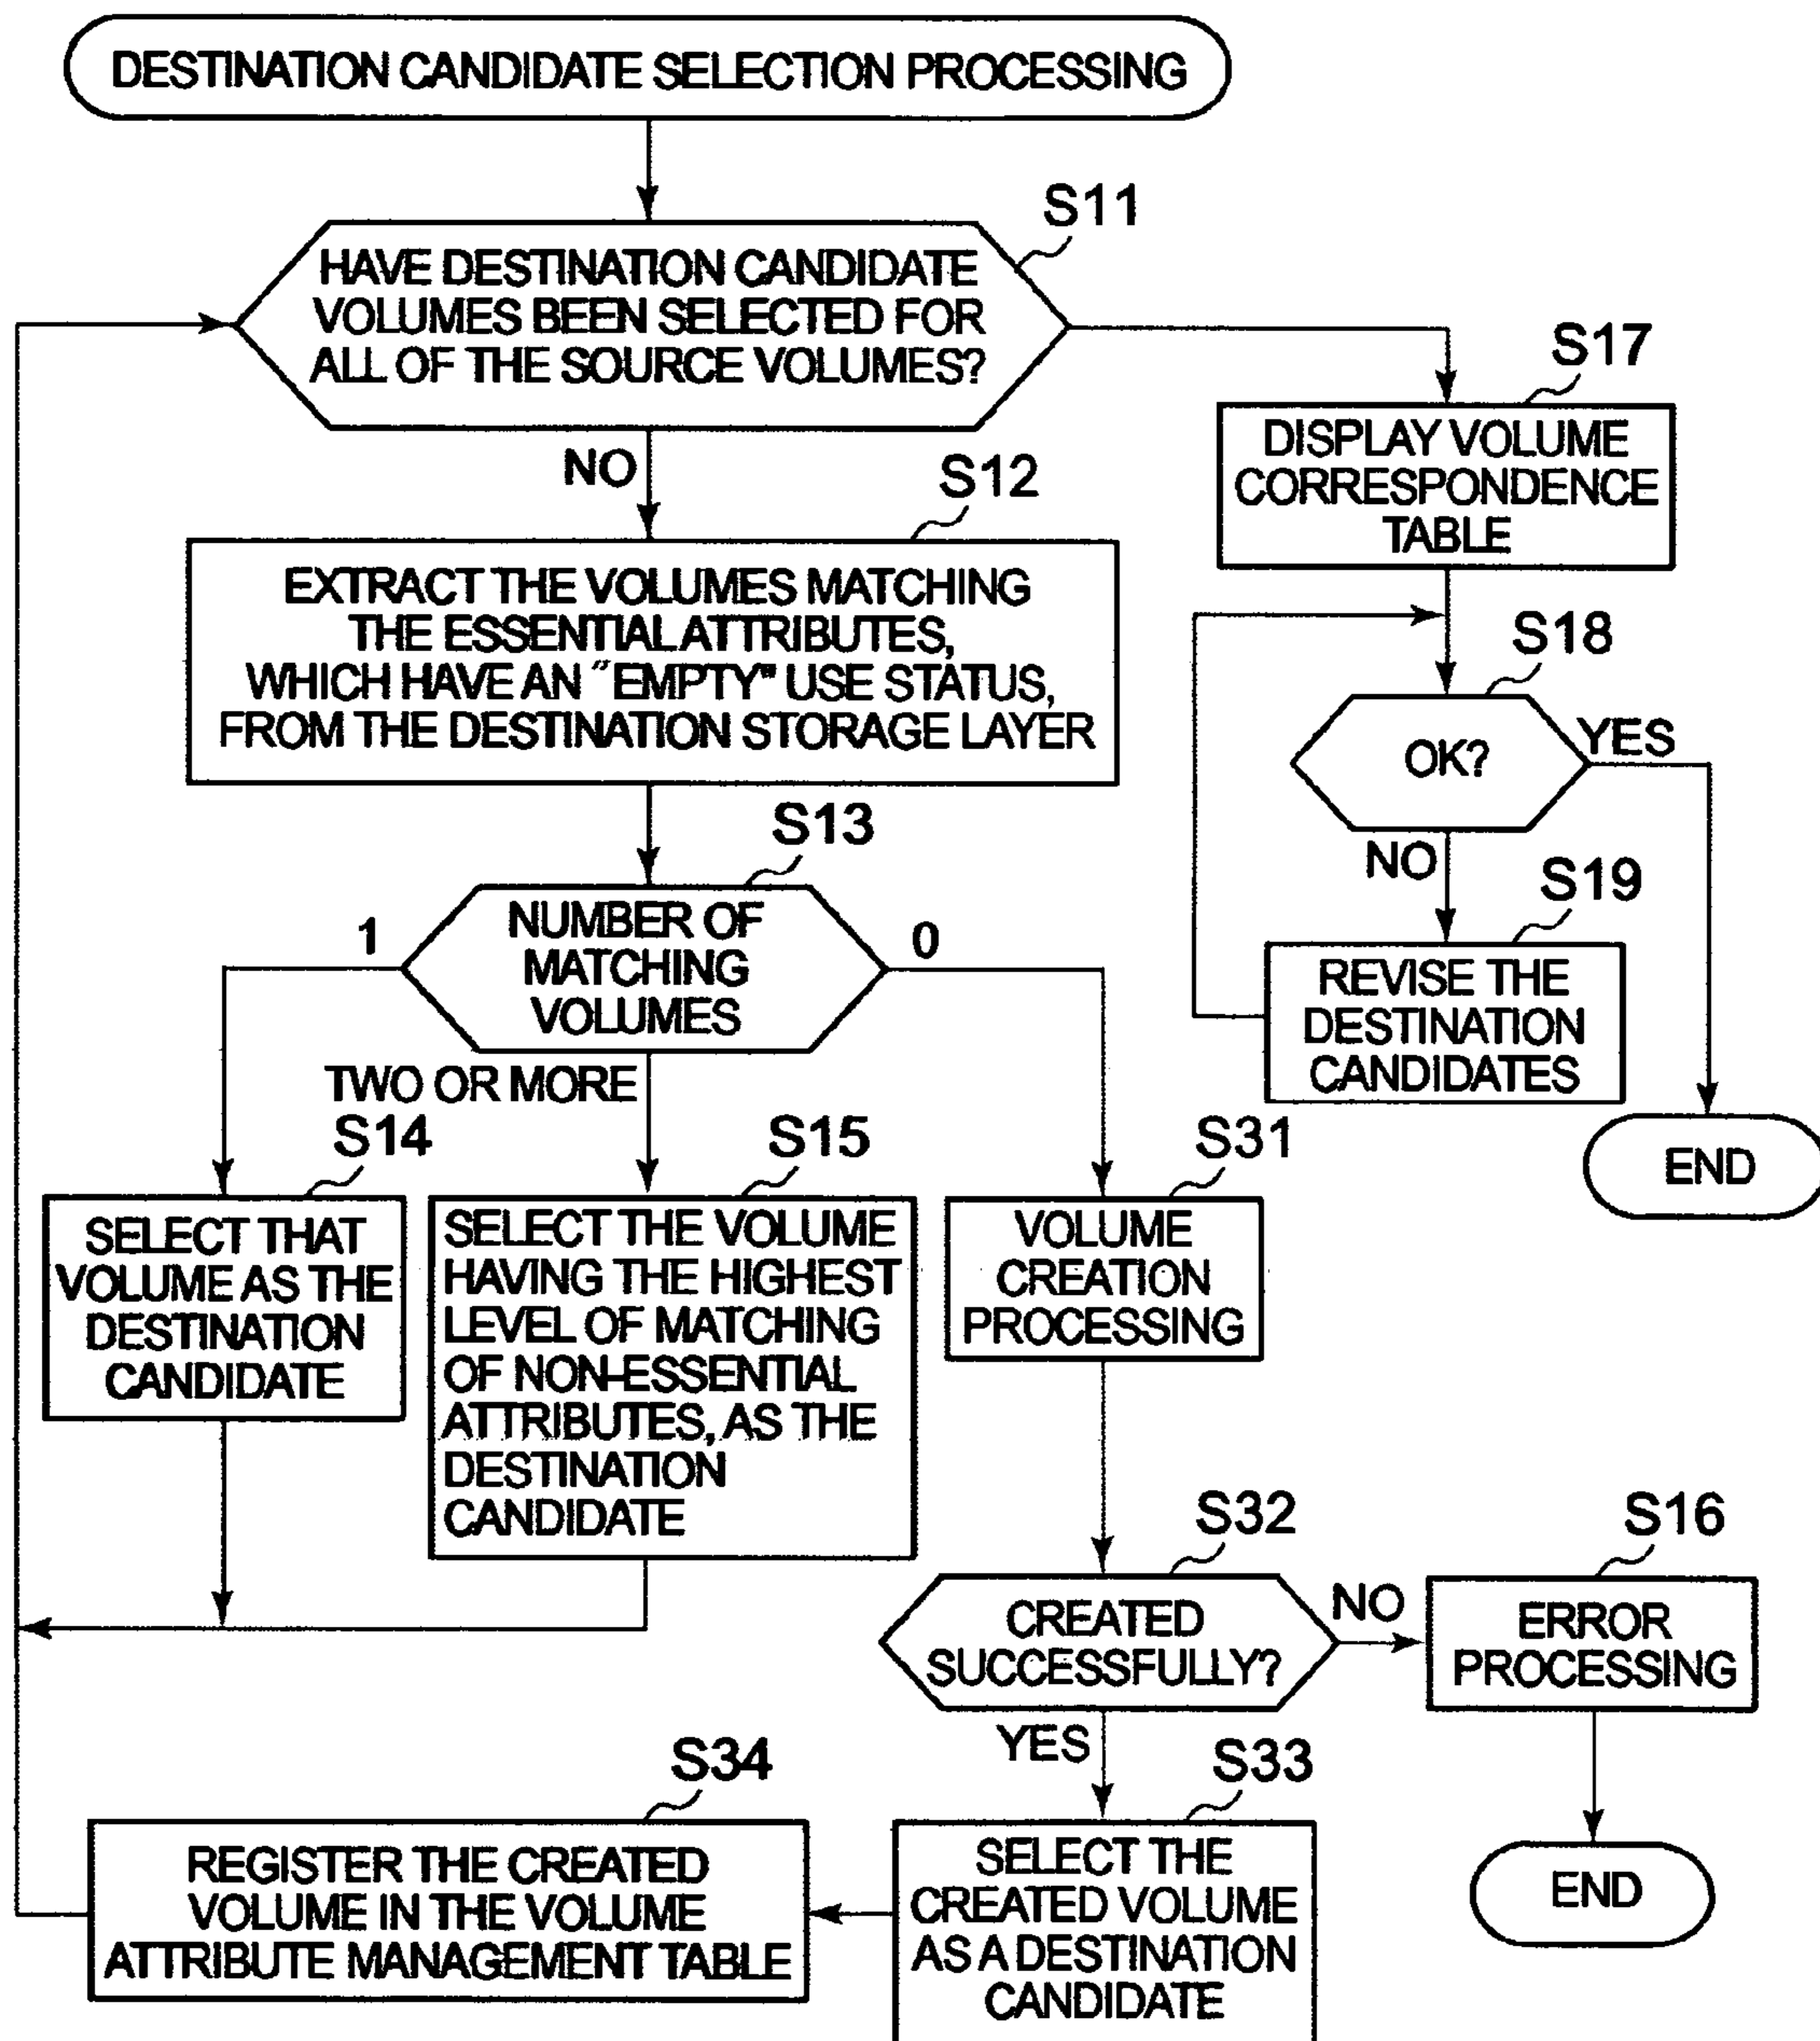 DESTINATION CANDIDATE SELECTION PROCESSING
S11
HAVE DESTINATION CANDIDATE
VOLUMES BEEN SELECTED FOR
ALL OF THE SOURCE VOLUMES?
NO
S12
EXTRACT THE VOLUMES MATCHING
THE ESSENTIAL ATTRIBUTES,
WHICH HAVE AN "EMPTY" USE STATUS,
FROM THE DESTINATION STORAGE LAYER
S13
NUMBER OF
MATCHING
VOLUMES
1
0
TWO OR MORE
S14
SELECT THAT
VOLUME AS THE
DESTINATION
CANDIDATE
S15
SELECT THE VOLUME
HAVING THE HIGHEST
LEVEL OF MATCHING
OF NON-ESSENTIAL
ATTRIBUTES, AS THE
DESTINATION
CANDIDATE
S31
VOLUME
CREATION
PROCESSING
S32
CREATED
SUCCESSFULLY?
NO
YES
S16
ERROR
PROCESSING
END
S33
SELECT THE
CREATED VOLUME
AS A DESTINATION
CANDIDATE
S34
REGISTER THE CREATED
VOLUME IN THE VOLUME
ATTRIBUTE MANAGEMENT TABLE
S17
DISPLAY VOLUME
CORRESPONDENCE
TABLE
S18
OK?
YES
NO
S19
REVISE THE
DESTINATION
CANDIDATES
END